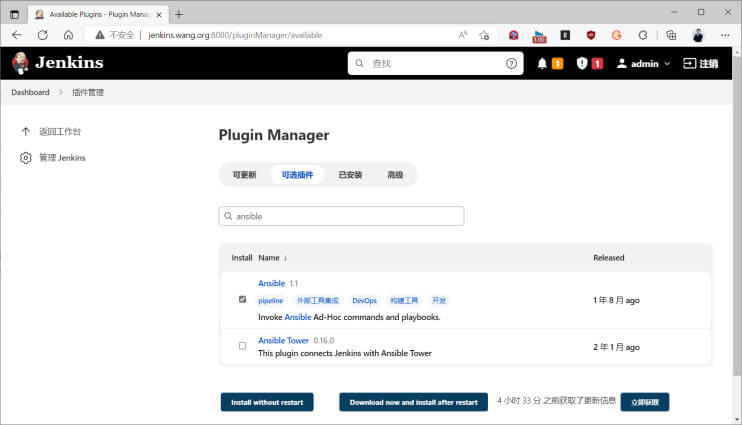 Available Plugins - Plugin Mana
不安全 jenkins.wang.org:8080/pluginManager/available
1.00
Jenkins
查找
1
1
admin
注销
Dashboard
插件管理
返回工作台
管理 Jenkins
Plugin Manager
可更新
可选插件
已安装
高级
ansible
Install Name ↓ Released
Ansible 1.1
pipeline 外部工具集成 DevOps 构建工具 开发
Invoke Ansible Ad-Hoc commands and playbooks.
1 年 8 月 ago
Ansible Tower 0.16.0
This plugin connects Jenkins with Ansible Tower
2 年 1 月 ago
Install without restart
Download now and install after restart
4 小时 33 分 之前获取了更新信息
立即获取